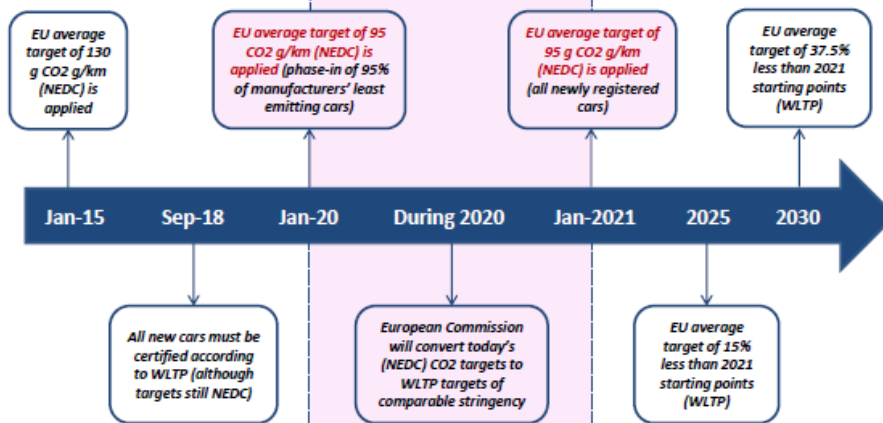 EU average
target of 130
g CO2 g/km
(NEDC) is
applied
EU average target of 95
CO2 g/km (NEDC) is
applied (phase-in of 95%
of manufacturers' least
emitting cars)
EU average target of
95 g CO2 g/km
(NEDC) is applied
(all newly registered
cars)
EU average
target of 37.5%
less than 2021
starting points
(WLTP)
Jan-15
Sep-18
Jan-20
During 2020
Jan-2021
2025
2030
All new cars must be
certified according
to WLTP (although
targets still NEDC)
European Commission
will convert today's
(NEDC) CO2 targets to
WLTP targets of
comparable stringency
EU average
target of 15%
less than 2021
starting points
(WLTP)